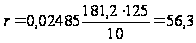 r = 0,02485 181,2 · 125 / 10 = 56,3